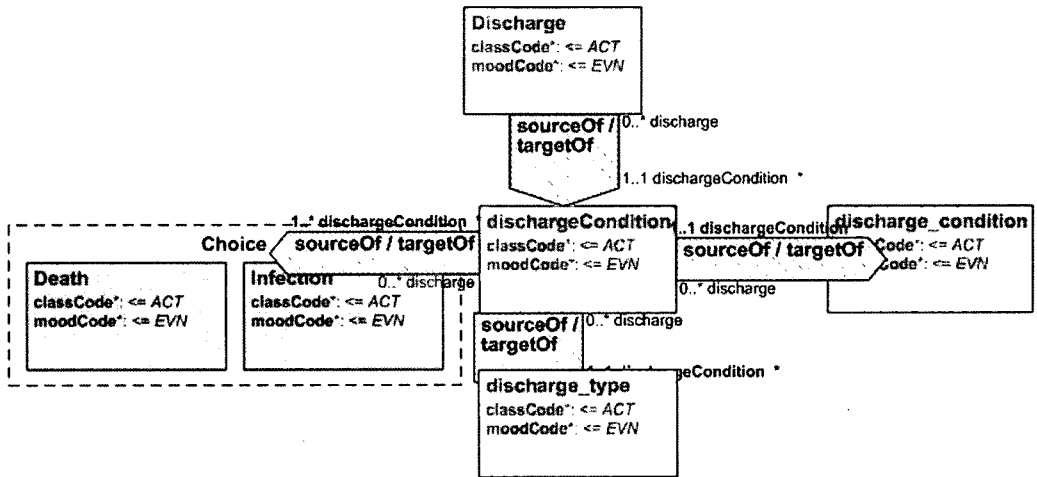 Discharge
classCode*: <= ACT
moodCode*: <= EVN
sourceOf / targetOf
0..* discharge
1..1 dischargeCondition *
1..* dischargeCondition *
dischargeCondition
classCode*: <= ACT
moodCode*: <= EVN
..1 dischargeCondition
discharge_condition
Code*: <= ACT
Code*: <= EVN
Choice
sourceOf / targetOf
sourceOf / targetOf
0..* discharge
0..* discharge
Death
classCode*: <= ACT
moodCode*: <= EVN
Infection
classCode*: <= ACT
moodCode*: <= EVN
sourceOf /
targetOf
0..* discharge
eCondition *
discharge_type
classCode*: <= ACT
moodCode*: <= EVN